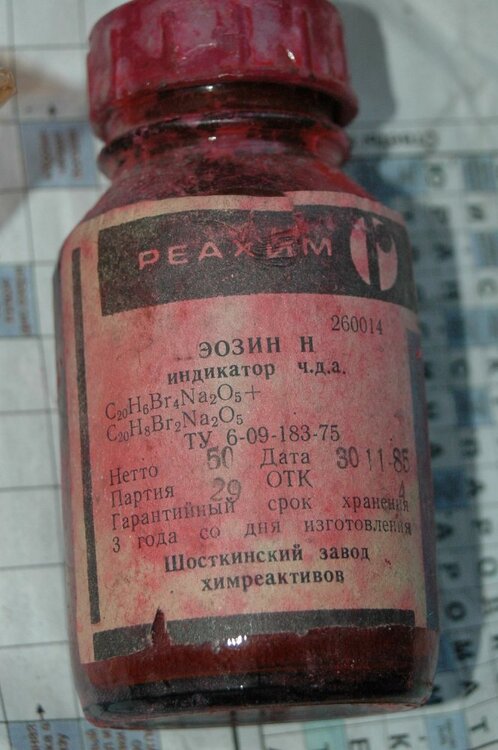 РЕАХИМ
260014
ЭОЗИН Н
индикатор ч.д.а.
C₂₀H₆Br₄Na₂O₅+
C₂₀H₈Br₂Na₂O₅
ТУ 6-09-183-75
Нетто 50 Дата 30 11-85
Партия 29 ОТК 4
Гарантийный срок хранения
3 года со дня изготовления
Шосткинский завод
химреактивов